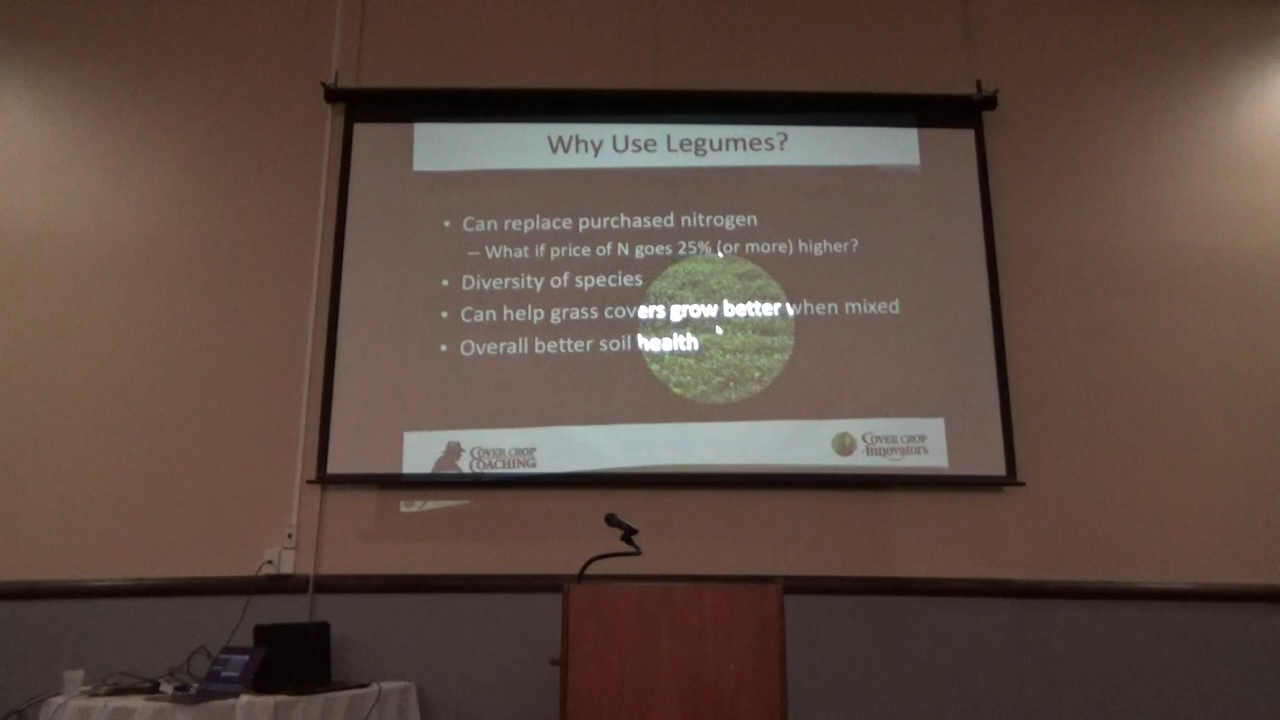 Why Use Legumes?
• Can replace purchased nitrogen
– What if price of N goes 25% (or more) higher?
• Diversity of species
• Can help grass covers grow better when mixed
• Overall better soil health
COVER CROP
COACHING
COVER CROP
Innovators